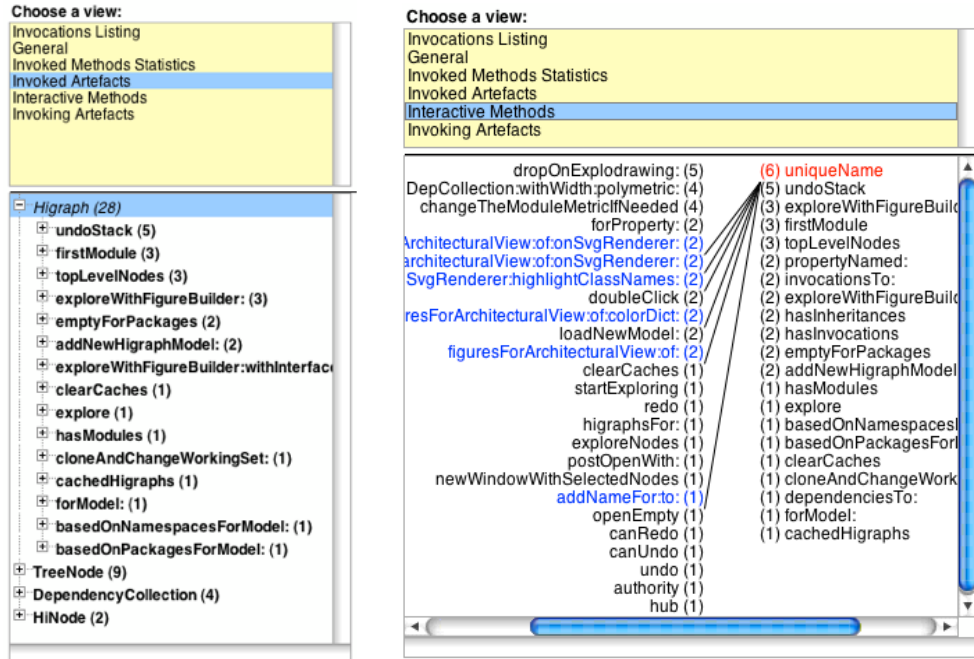 Choose a view:
Invocations Listing
General
Invoked Methods Statistics
Invoked Artefacts
Interactive Methods
Invoking Artefacts
Higraph (28)
undoStack (5)
firstModule (3)
topLevelNodes (3)
exploreWithFigureBuilder: (3)
emptyForPackages (2)
addNewHigraphModel: (2)
exploreWithFigureBuilder:withInterfac
clearCaches (1)
explore (1)
hasModules (1)
cloneAndChangeWorkingSet: (1)
cachedHigraphs (1)
forModel: (1)
basedOnNamespacesForModel: (1)
basedOnPackagesForModel: (1)
TreeNode (9)
DependencyCollection (4)
HiNode (2)
Choose a view:
Invocations Listing
General
Invoked Methods Statistics
Invoked Artefacts
Interactive Methods
Invoking Artefacts
dropOnExplodrawing: (5)
DepCollection:withWidth:polymetric: (4)
changeTheModuleMetricIfNeeded (4)
forProperty: (2)
ArchitecturalView:of:onSvgRenderer: (2)
architecturalView:of:onSvgRenderer: (2)
SvgRenderer:highlightClassNames: (2)
doubleClick (2)
resForArchitecturalView:of:colorDict: (2)
loadNewModel: (2)
figuresForArchitecturalView:of: (2)
clearCaches (1)
startExploring (1)
redo (1)
higraphsFor: (1)
exploreNodes (1)
postOpenWith: (1)
newWindowWithSelectedNodes (1)
addNameFor:to: (1)
openEmpty (1)
canRedo (1)
canUndo (1)
undo (1)
authority (1)
hub (1)
(6) uniqueName
(5) undoStack
(3) exploreWithFigureBuild
(3) firstModule
(3) topLevelNodes
(2) propertyNamed:
(2) invocationsTo:
(2) exploreWithFigureBuild
(2) hasInheritances
(2) hasInvocations
(2) emptyForPackages
(2) addNewHigraphModel
(1) hasModules
(1) explore
(1) basedOnNamespacesl
(1) basedOnPackagesForl
(1) clearCaches
(1) cloneAndChangeWork
(1) dependenciesTo:
(1) forModel:
(1) cachedHigraphs